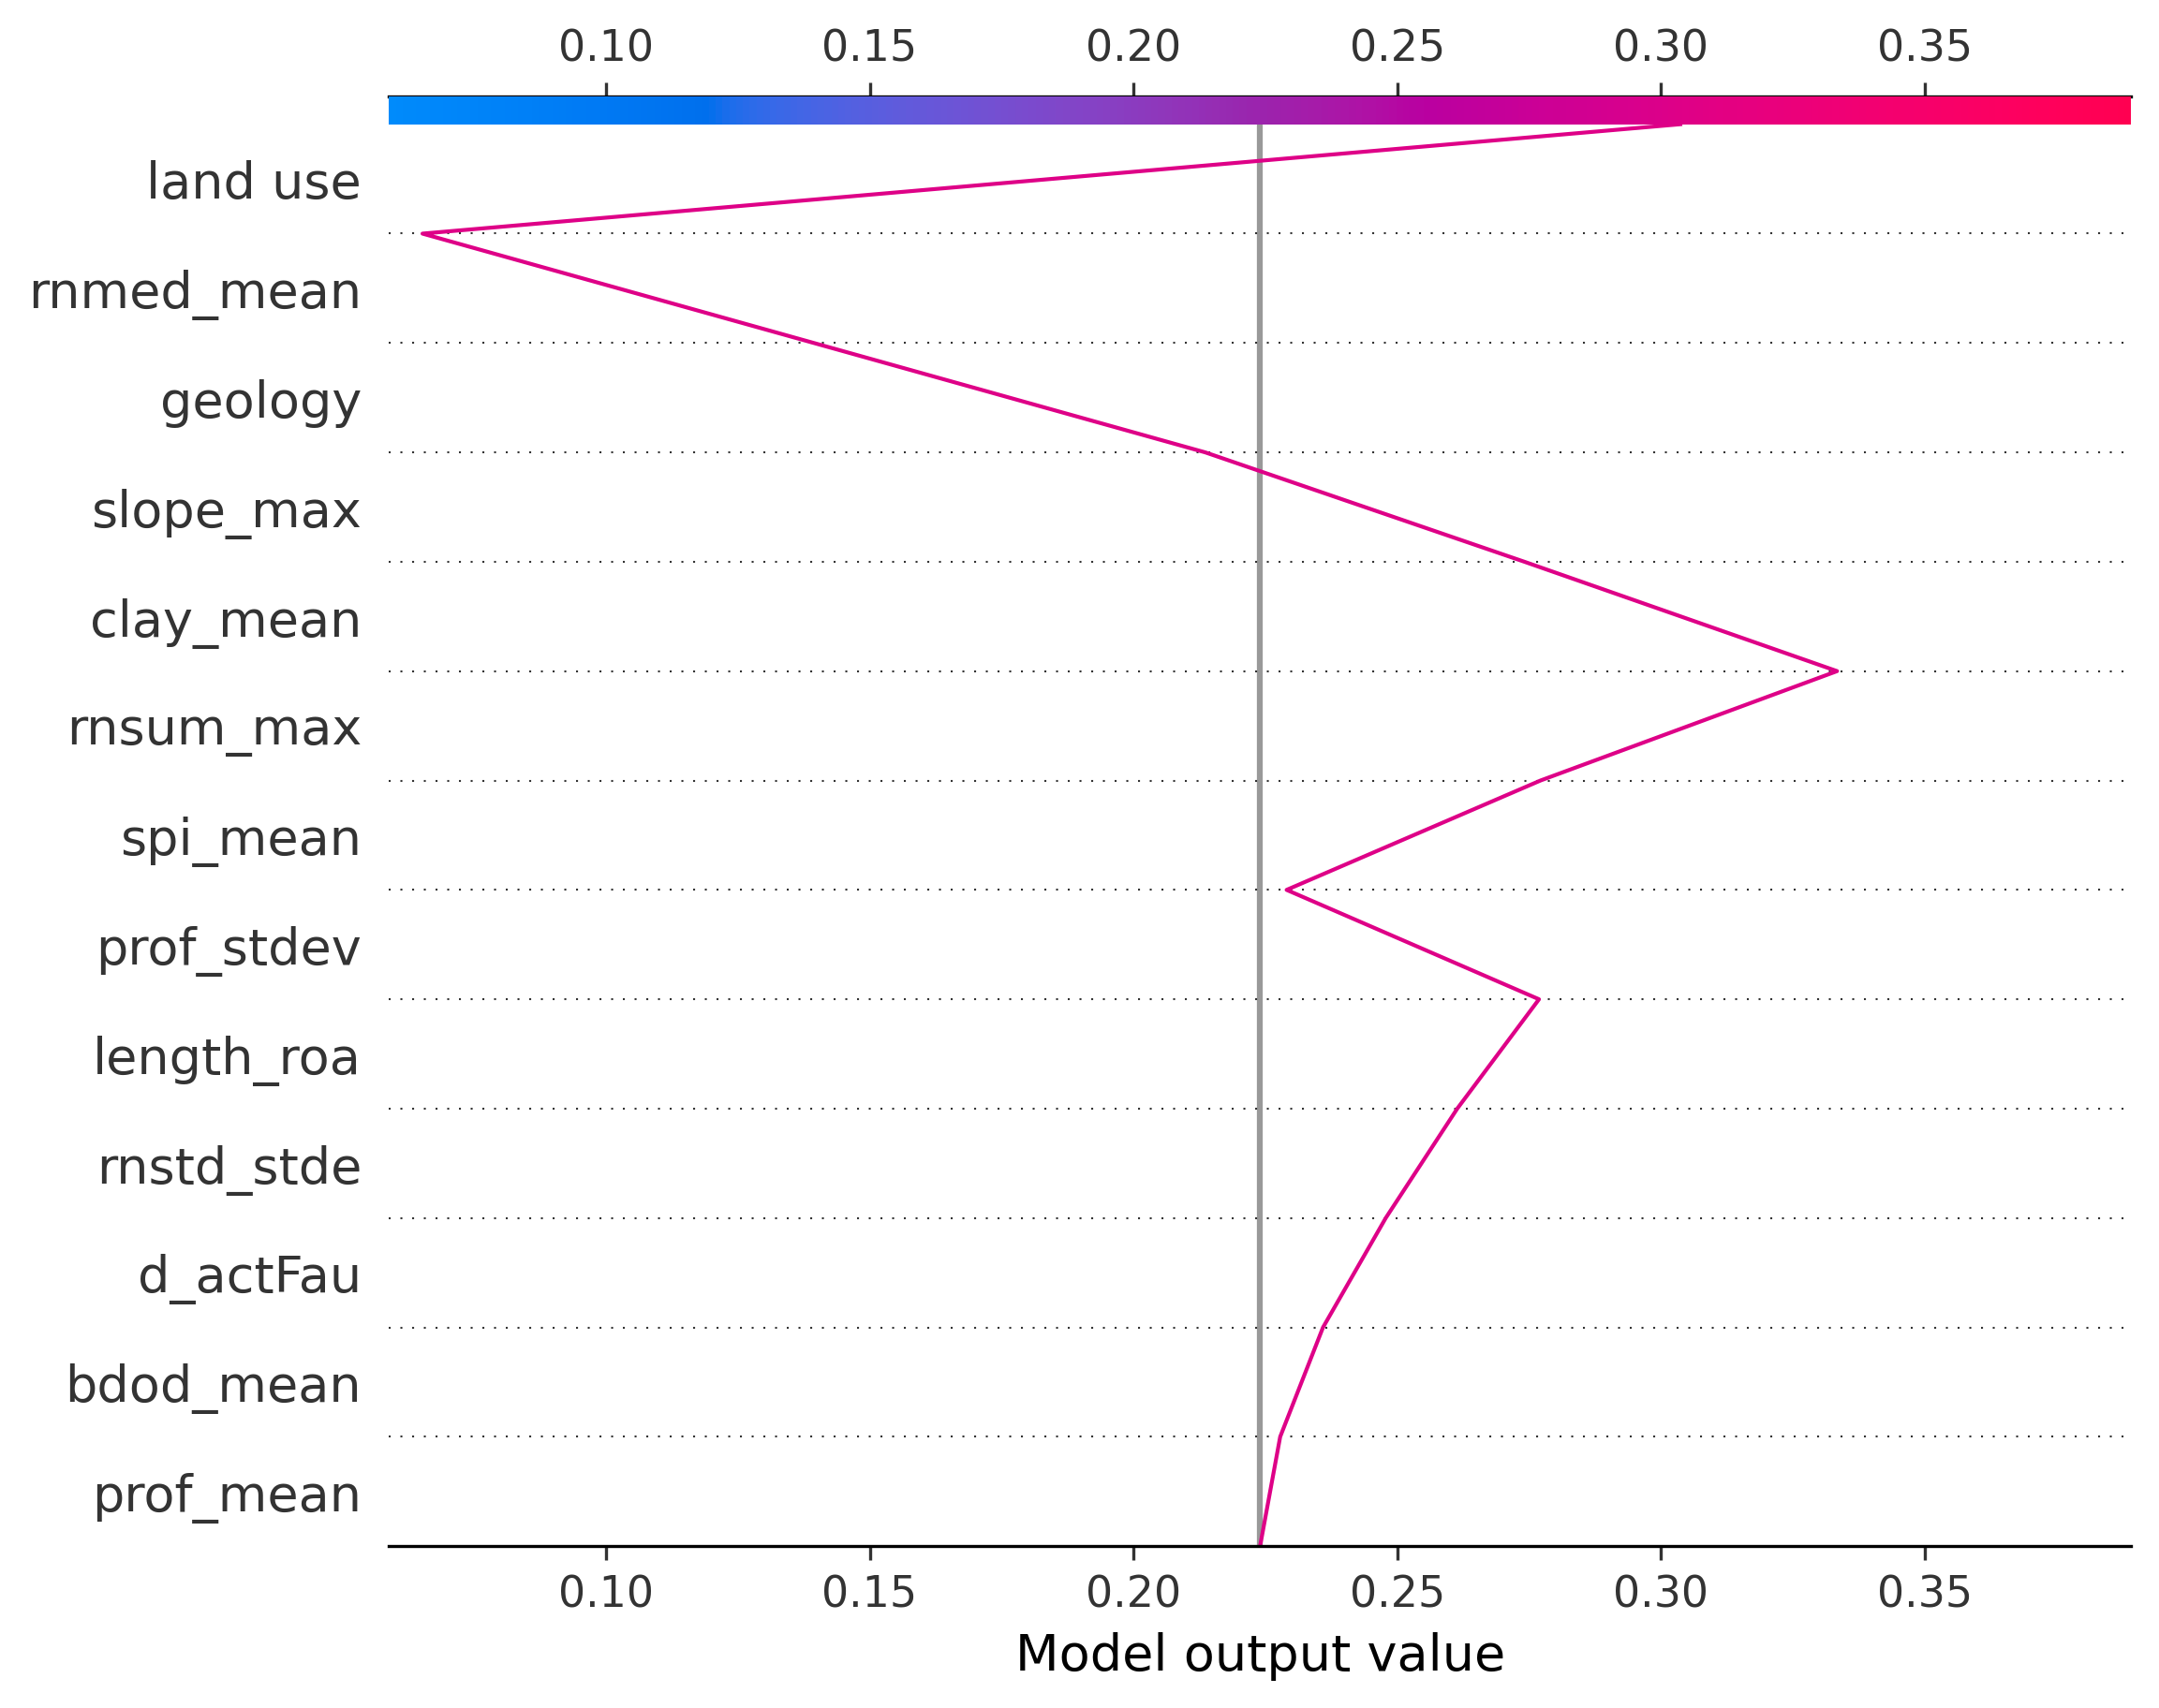 0.10 0.15 0.20 0.25 0.30 0.35
land use
rnmed_mean
geology
slope_max
clay_mean
rnsum_max
spi_mean
prof_stdev
length_roa
rnstd_stde
d_actFau
bdod_mean
prof_mean
0.10 0.15 0.20 0.25 0.30 0.35
Model output value